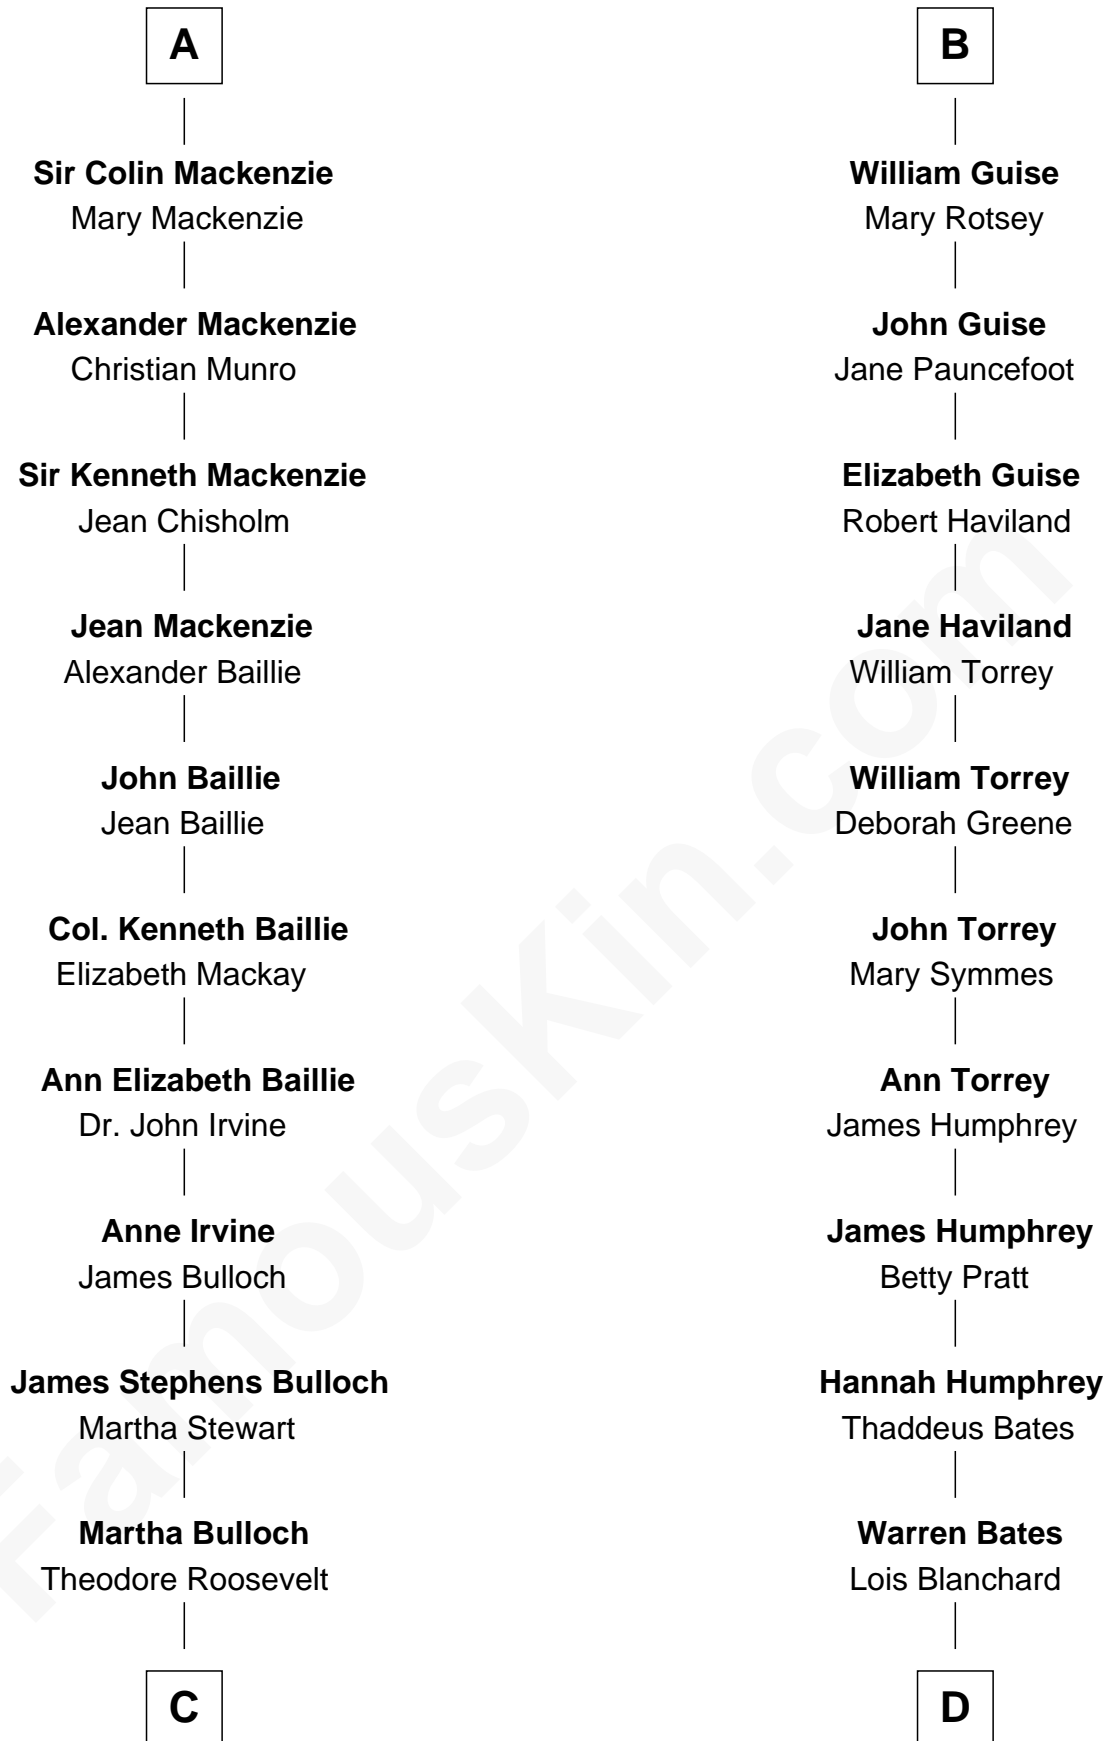 A
Sir Colin Mackenzie
Mary Mackenzie
Alexander Mackenzie
Christian Munro
Sir Kenneth Mackenzie
Jean Chisholm
Jean Mackenzie
Alexander Baillie
John Baillie
Jean Baillie
Col. Kenneth Baillie
Elizabeth Mackay
Ann Elizabeth Baillie
Dr. John Irvine
Anne Irvine
James Bulloch
James Stephens Bulloch
Martha Stewart
Martha Bulloch
Theodore Roosevelt
C
B
William Guise
Mary Rotsey
John Guise
Jane Pauncefoot
Elizabeth Guise
Robert Haviland
Jane Haviland
William Torrey
William Torrey
Deborah Greene
John Torrey
Mary Symmes
Ann Torrey
James Humphrey
James Humphrey
Betty Pratt
Hannah Humphrey
Thaddeus Bates
Warren Bates
Lois Blanchard
D
FamousKin.com